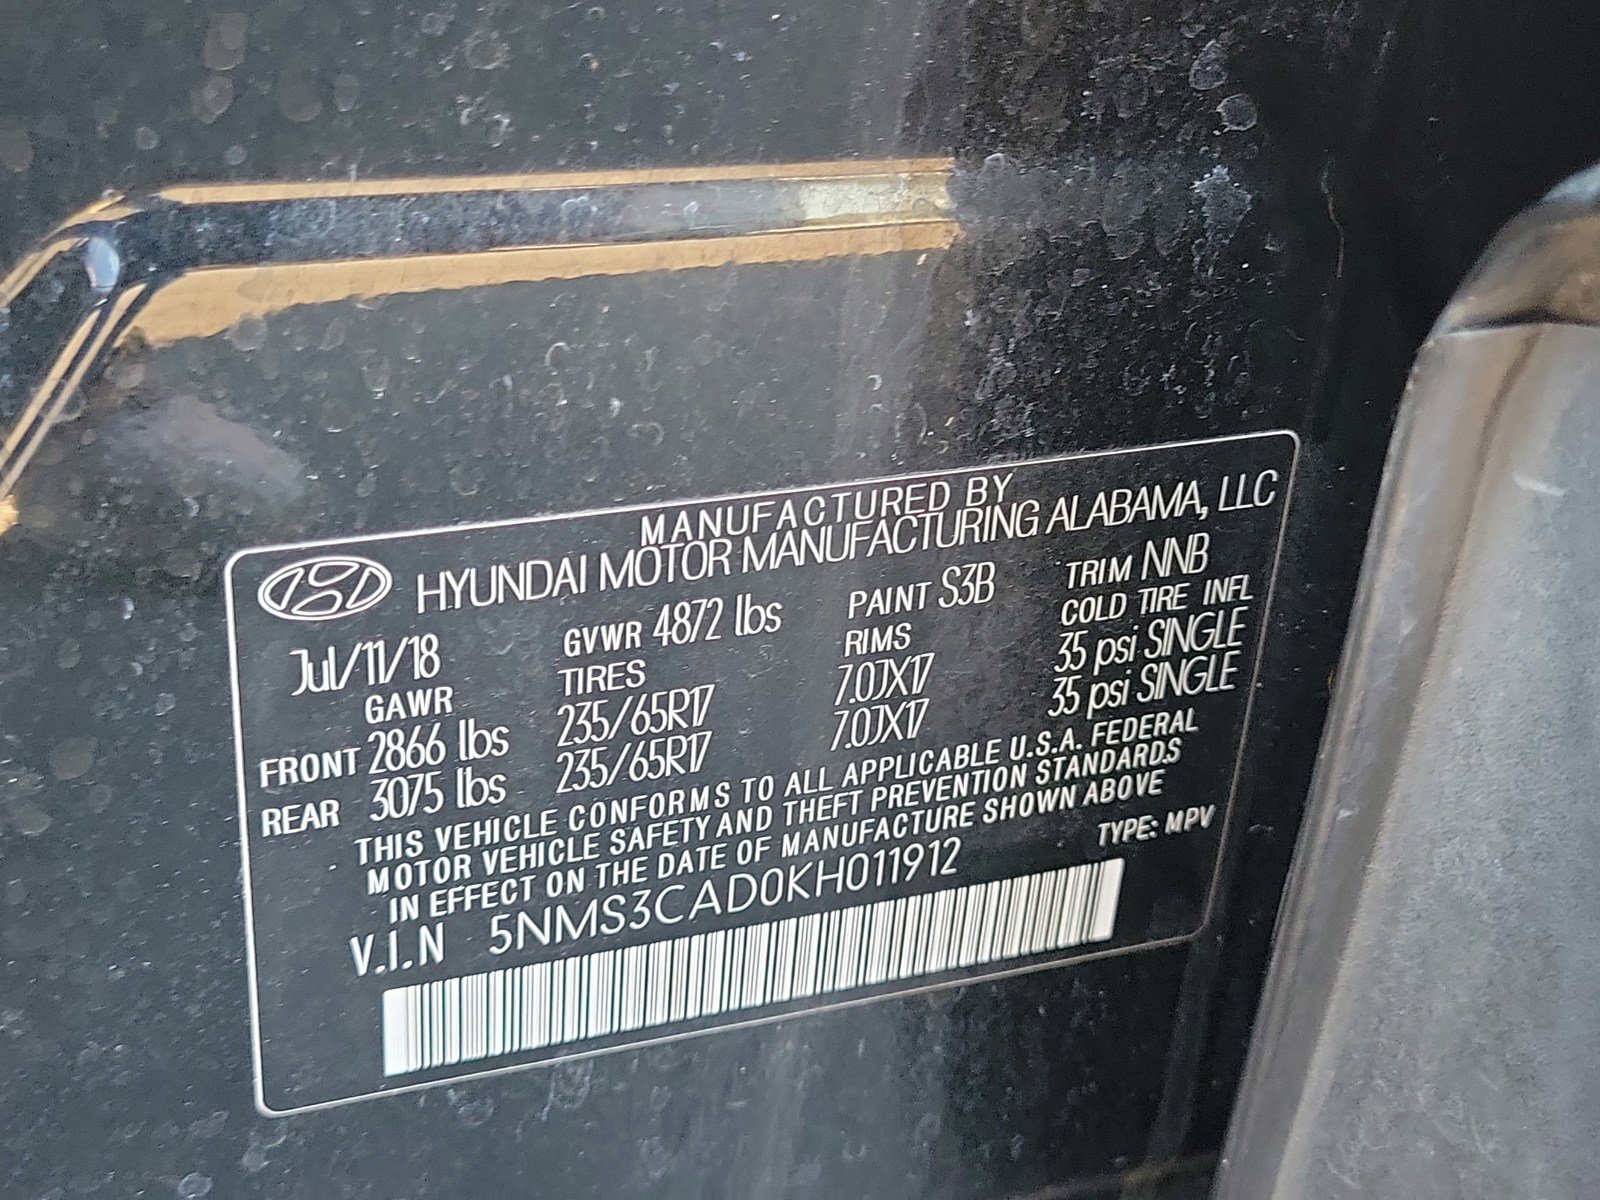 MANUFACTURED BY
HYUNDAI MOTOR MANUFACTURING ALABAMA, LLC
Jul/11/18 GVWR 4872 lbs PAINT S3B TRIM NNB
GAWR TIRES RIMS COLD TIRE INFL
FRONT 2866 lbs 235/65R17 7.0JX17 35 psi SINGLE
REAR 3075 lbs 235/65R17 7.0JX17 35 psi SINGLE
THIS VEHICLE CONFORMS TO ALL APPLICABLE U.S.A. FEDERAL
MOTOR VEHICLE SAFETY AND THEFT PREVENTION STANDARDS
IN EFFECT ON THE DATE OF MANUFACTURE SHOWN ABOVE
V.I.N 5NMS3CAD0KH011912 TYPE: MPV